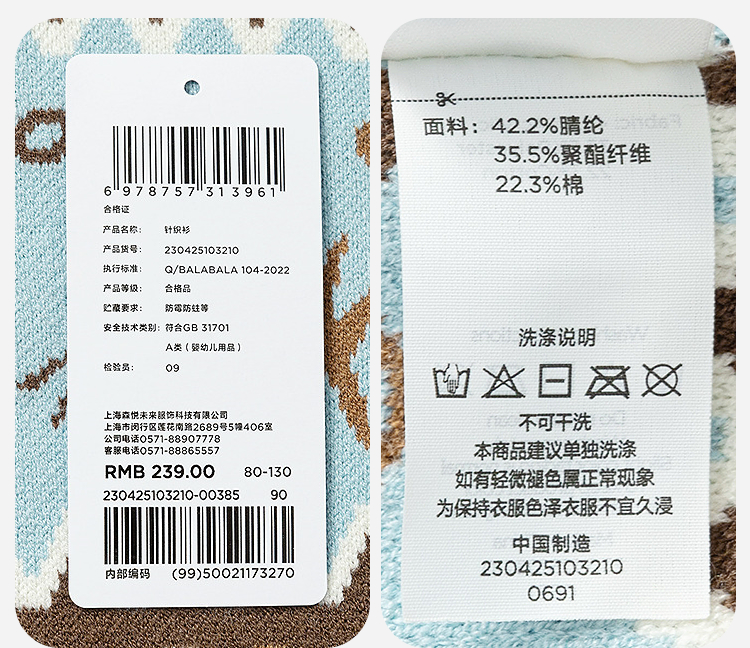 6 978757 313961
合格证
产品名称： 针织衫
产品货号： 230425103210
执行标准： Q/BALABALA 104-2022
产品等级： 合格品
贮藏要求： 防霉防蛀等
安全技术类别：符合GB 31701
A类（婴幼儿用品）
检验员： 09
上海森悦未来服饰科技有限公司
上海市闵行区莲花南路2689号5幢406室
公司电话0571-88907778
客服电话0571-88865557
RMB 239.00 80-130
230425103210-00385 90
内部编码 (99)50021173270
面料：42.2%腈纶
35.5%聚酯纤维
22.3%棉
洗涤说明
不可干洗
本商品建议单独洗涤
如有轻微褪色属正常现象
为保持衣服色泽衣服不宜久浸
中国制造
230425103210
0691